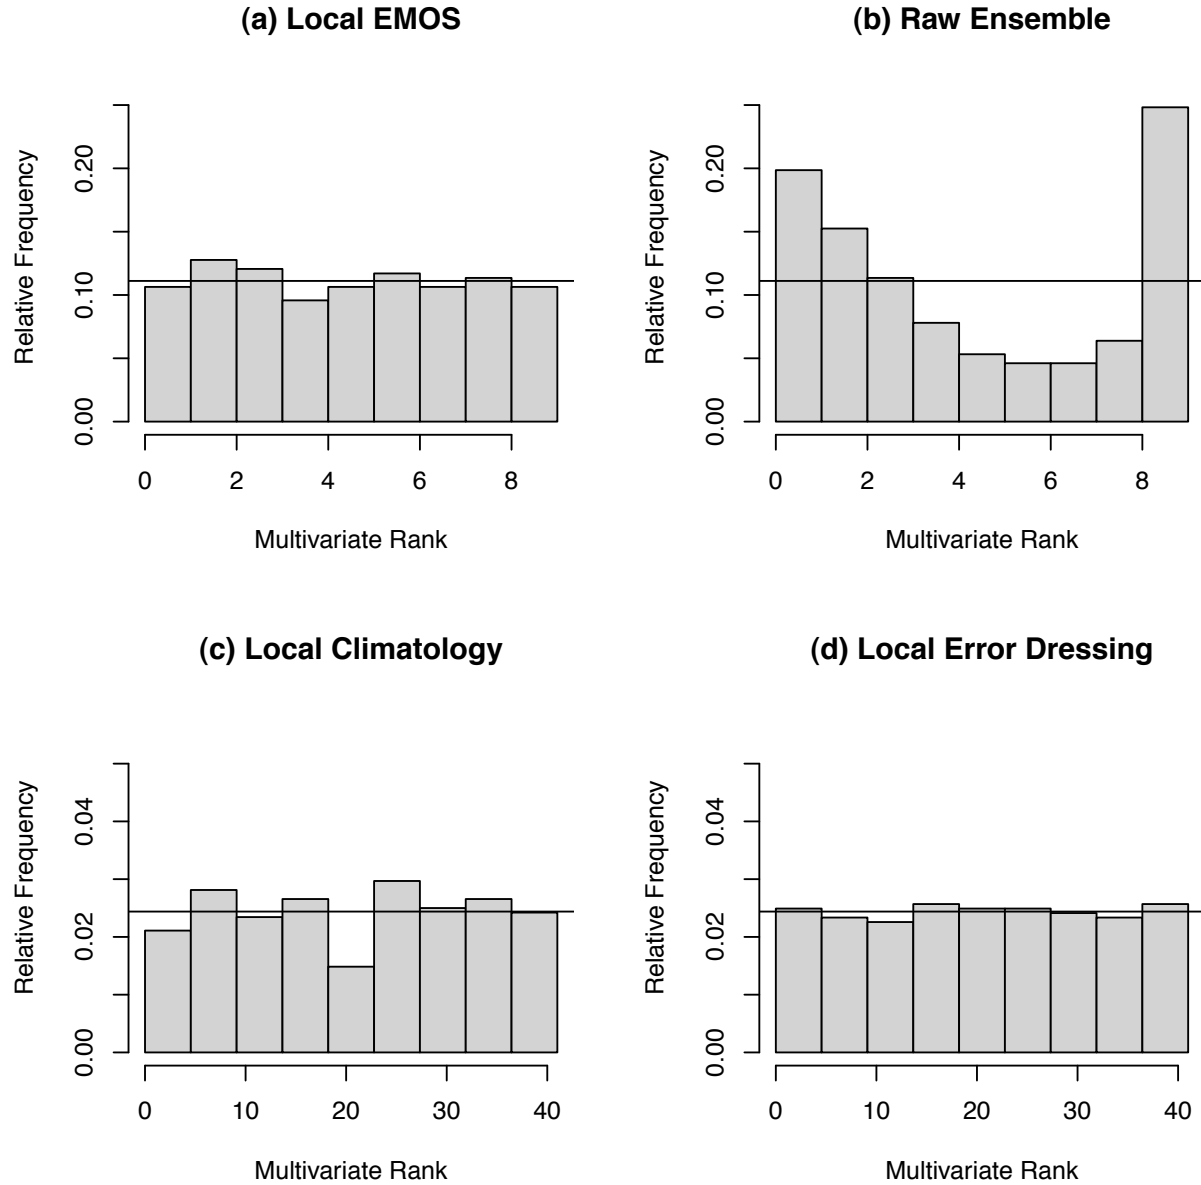 (a) Local EMOS
Relative Frequency
0.00 0.10 0.20
0 2 4 6 8
Multivariate Rank
(b) Raw Ensemble
Relative Frequency
0.00 0.10 0.20
0 2 4 6 8
Multivariate Rank
(c) Local Climatology
Relative Frequency
0.00 0.02 0.04
0 10 20 30 40
Multivariate Rank
(d) Local Error Dressing
Relative Frequency
0.00 0.02 0.04
0 10 20 30 40
Multivariate Rank